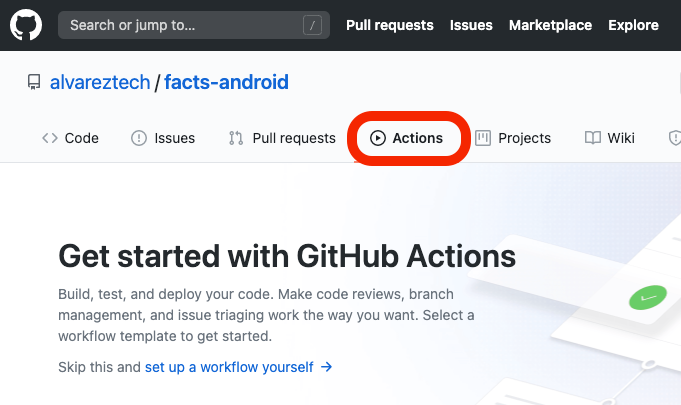 Search or jump to... / Pull requests Issues Marketplace Explore
alvareztech / facts-android
Code Issues Pull requests Actions Projects Wiki
Get started with GitHub Actions
Build, test, and deploy your code. Make code reviews, branch
management, and issue triaging work the way you want. Select a
workflow template to get started.
Skip this and set up a workflow yourself →